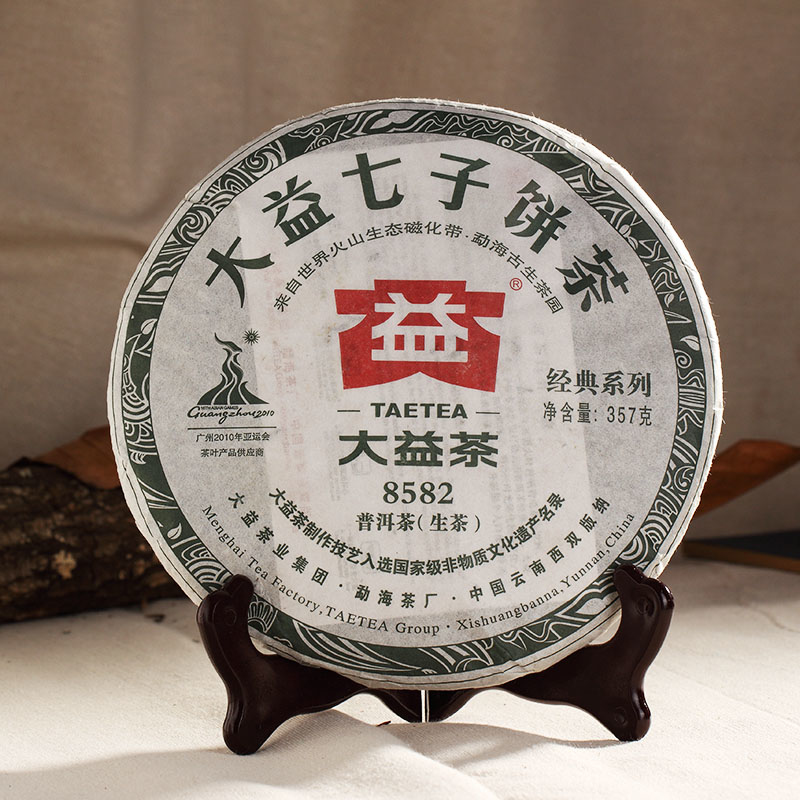 大益七子饼茶
来自世界火山生态磁化带·勐海古生茶园
益
®
TAETEA
大益茶
8582
普洱茶(生茶)
经典系列
净含量: 357克
16TH ASIAN GAMES
Guangzhou 2010
广州2010年亚运会
茶叶产品供应商
大益茶制作技艺入选国家级非物质文化遗产名录
大益茶业集团·勐海茶厂·中国云南西双版纳
Menghai Tea Factory, TAETEA Group · Xishuangbanna, Yunnan, China